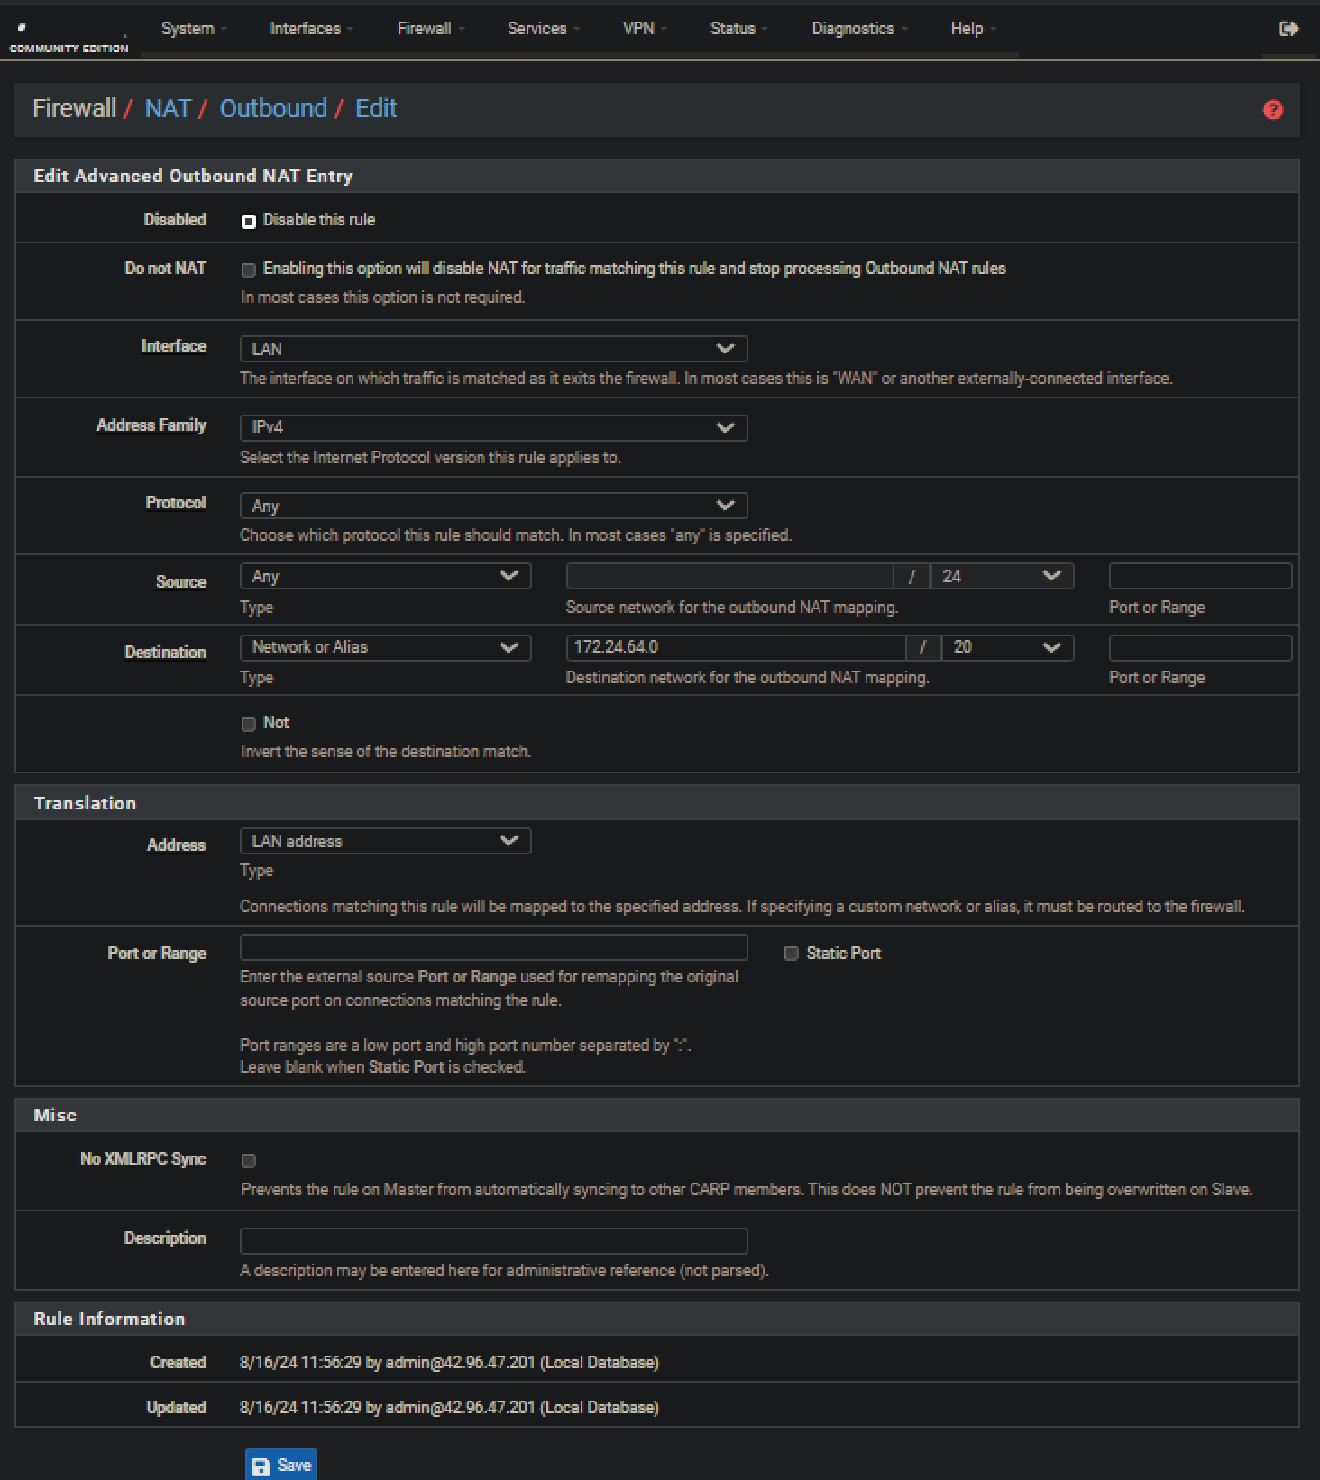 System Interfaces Firewall Services VPN Status Diagnostics Help
COMMUNITY EDITION
Firewall / NAT / Outbound / Edit
Edit Advanced Outbound NAT Entry
Disabled Disable this rule
Do not NAT Enabling this option will disable NAT for traffic matching this rule and stop processing Outbound NAT rules
In most cases this option is not required.
Interface LAN
The interface on which traffic is matched as it exits the firewall. In most cases this is "WAN" or another externally-connected interface.
Address Family IPv4
Select the Internet Protocol version this rule applies to.
Protocol Any
Choose which protocol this rule should match. In most cases "any" is specified.
Source Any / 24
Type Source network for the outbound NAT mapping. Port or Range
Destination Network or Alias 172.24.64.0 / 20
Type Destination network for the outbound NAT mapping. Port or Range
Not
Invert the sense of the destination match.
Translation
Address LAN address
Type
Connections matching this rule will be mapped to the specified address. If specifying a custom network or alias, it must be routed to the firewall.
Port or Range Static Port
Enter the external source Port or Range used for remapping the original
source port on connections matching the rule.
Port ranges are a low port and high port number separated by ":".
Leave blank when Static Port is checked.
Misc
No XMLRPC Sync
Prevents the rule on Master from automatically syncing to other CARP members. This does NOT prevent the rule from being overwritten on Slave.
Description
A description may be entered here for administrative reference (not parsed).
Rule Information
Created 8/16/24 11:56:29 by admin@42.96.47.201 (Local Database)
Updated 8/16/24 11:56:29 by admin@42.96.47.201 (Local Database)
Save